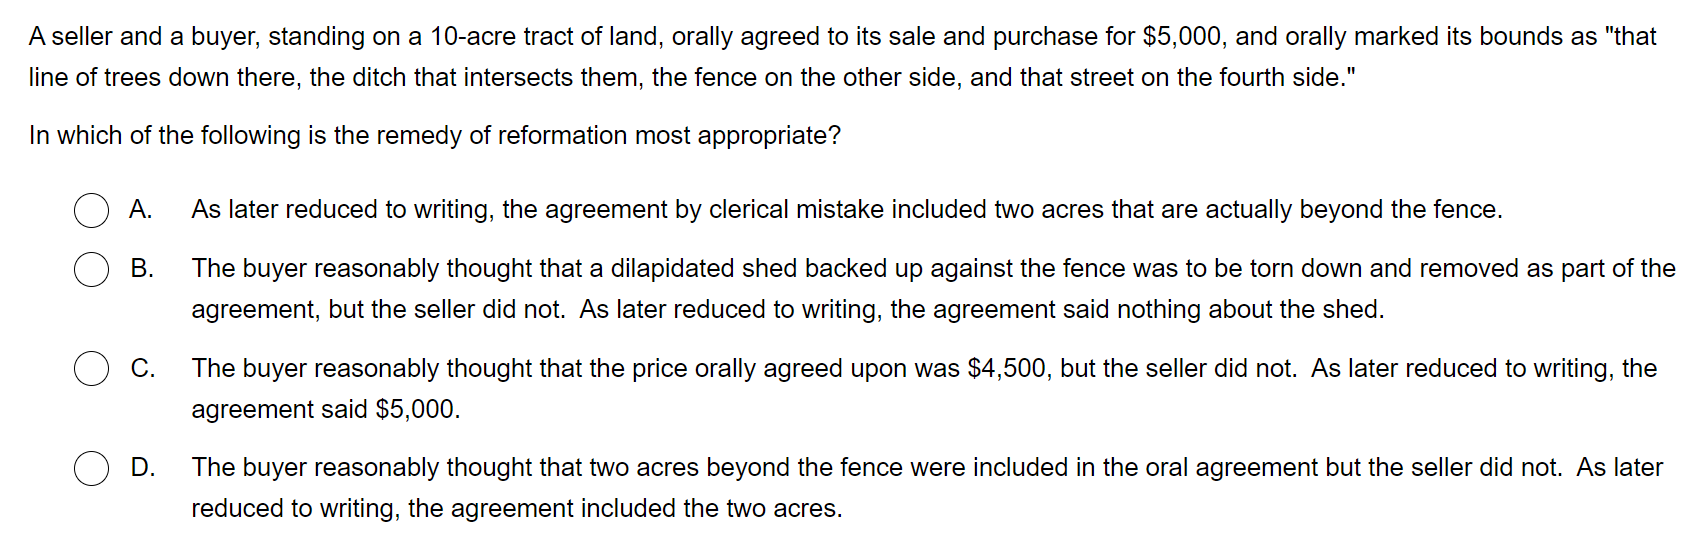 A seller and a buyer, standing on a 10-acre tract of land, orally agreed to its sale and purchase for $5,000, and orally marked its bounds as "that
line of trees down there, the ditch that intersects them, the fence on the other side, and that street on the fourth side."
In which of the following is the remedy of reformation most appropriate?
A. As later reduced to writing, the agreement by clerical mistake included two acres that are actually beyond the fence.
B. The buyer reasonably thought that a dilapidated shed backed up against the fence was to be torn down and removed as part of the
agreement, but the seller did not. As later reduced to writing, the agreement said nothing about the shed.
C. The buyer reasonably thought that the price orally agreed upon was $4,500, but the seller did not. As later reduced to writing, the
agreement said $5,000.
D. The buyer reasonably thought that two acres beyond the fence were included in the oral agreement but the seller did not. As later
reduced to writing, the agreement included the two acres.